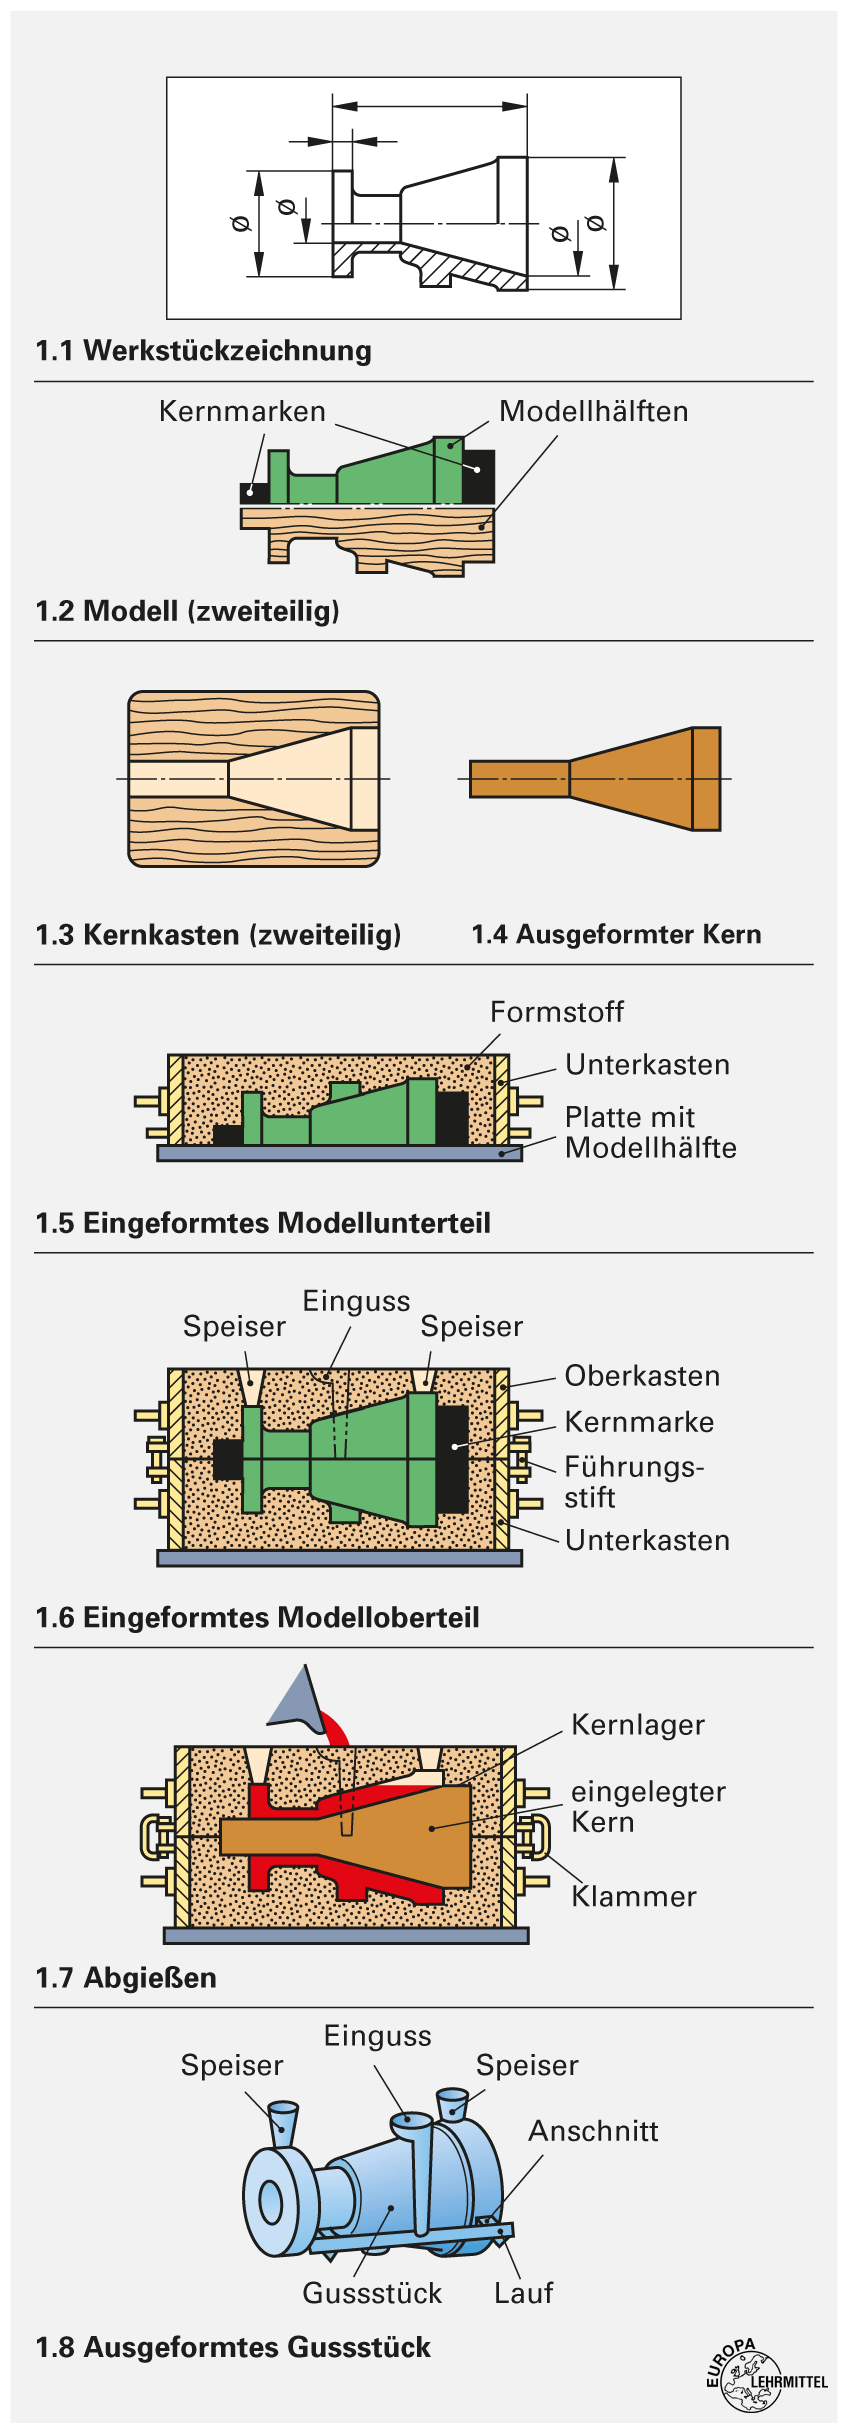 Ø
Ø
Ø
Ø
1.1 Werkstückzeichnung
Kernmarken
Modellhälften
1.2 Modell (zweiteilig)
1.3 Kernkasten (zweiteilig)
1.4 Ausgeformter Kern
Formstoff
Unterkasten
Platte mit
Modellhälfte
1.5 Eingeformtes Modellunterteil
Einguss
Speiser
Speiser
Oberkasten
Kernmarke
Führungs-
stift
Unterkasten
1.6 Eingeformtes Modelloberteil
Kernlager
eingelegter
Kern
Klammer
1.7 Abgießen
Einguss
Speiser
Speiser
Anschnitt
Gussstück
Lauf
1.8 Ausgeformtes Gussstück
EUROPA
LEHRMITTEL